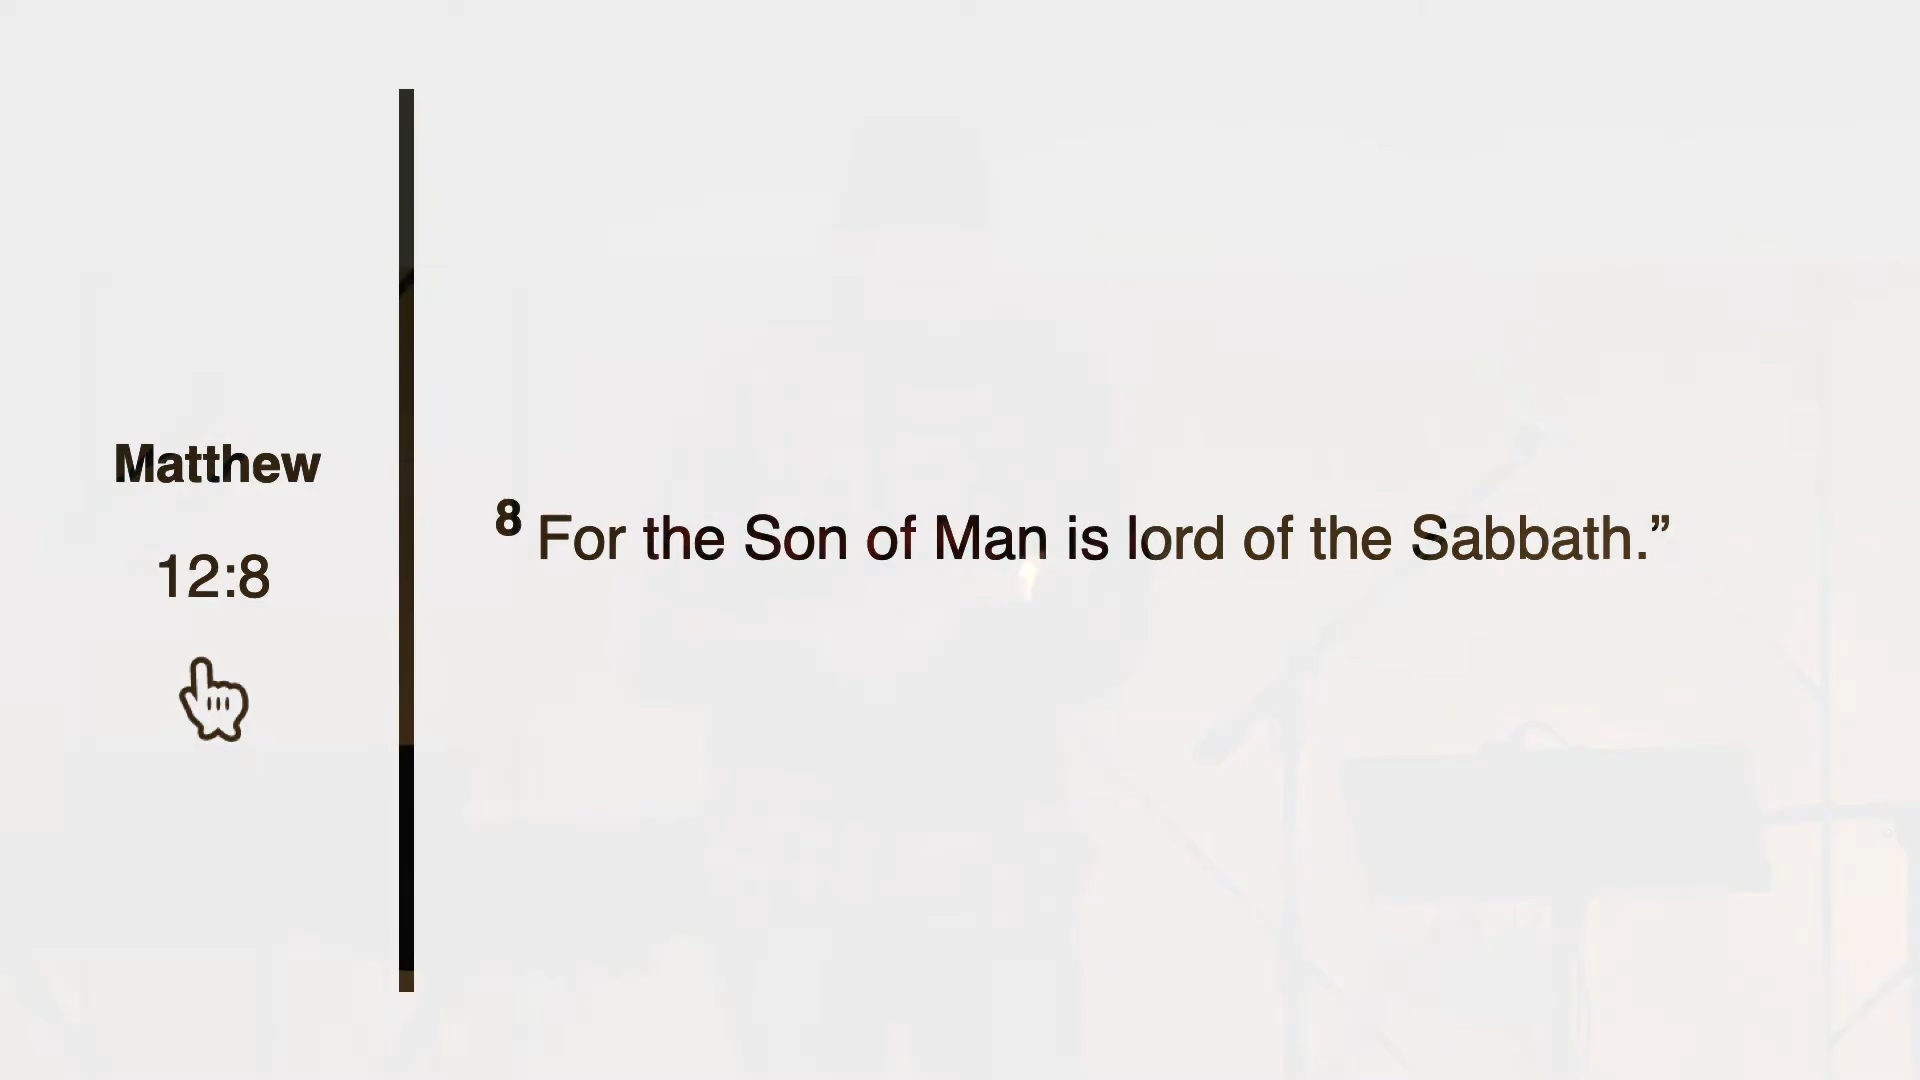 Matthew
12:8
8 For the Son of Man is lord of the Sabbath.”